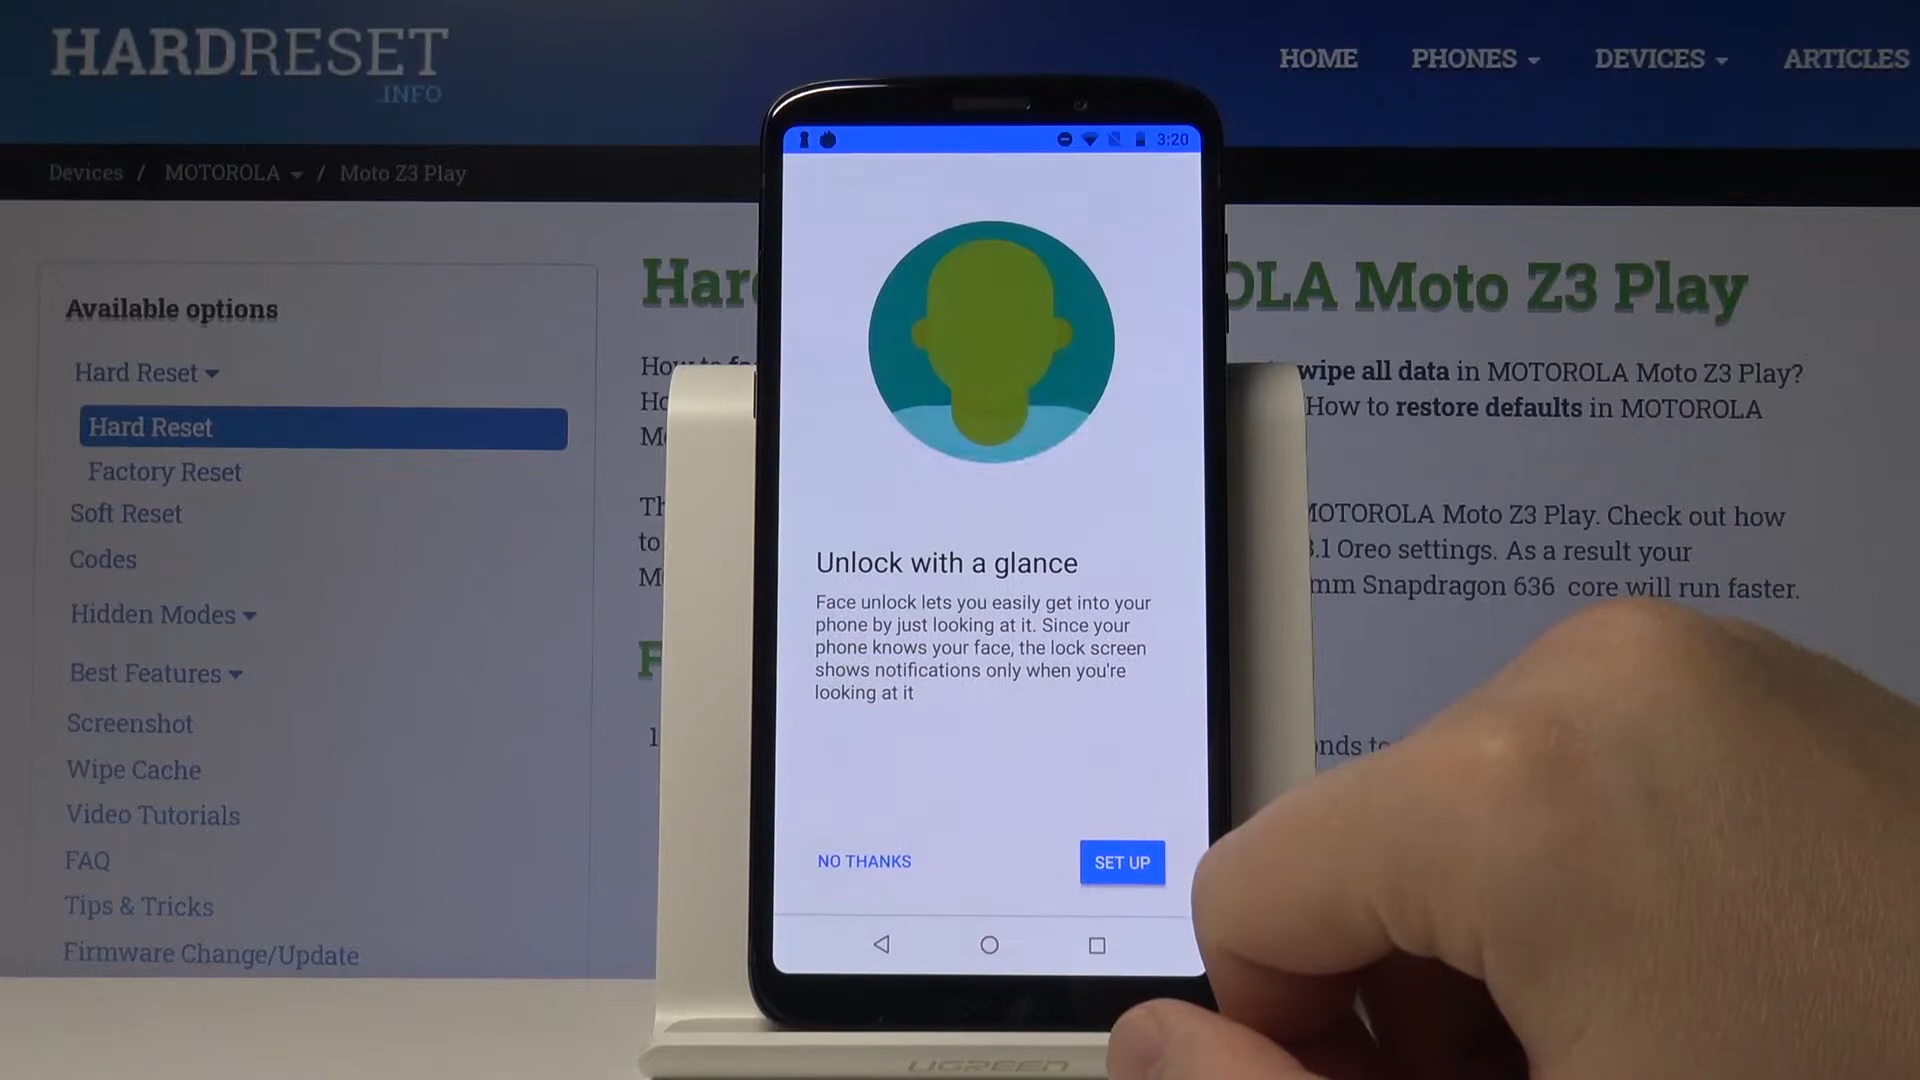 HARDRESET
.INFO
HOME PHONES DEVICES ARTICLES
Devices / MOTOROLA / Moto Z3 Play
Available options
Hard Reset
Hard Reset
Factory Reset
Soft Reset
Codes
Hidden Modes
Best Features
Screenshot
Wipe Cache
Video Tutorials
FAQ
Tips & Tricks
Firmware Change/Update
3:20
Unlock with a glance
Face unlock lets you easily get into your
phone by just looking at it. Since your
phone knows your face, the lock screen
shows notifications only when you're
looking at it
NO THANKS SET UP
Moto Z3 Play
How to
wipe all data in MOTOROLA Moto Z3 Play?
How to restore defaults in MOTOROLA
MOTOROLA Moto Z3 Play. Check out how
to 8.1 Oreo settings. As a result your
Snapdragon 636 core will run faster.
1
UGREEN